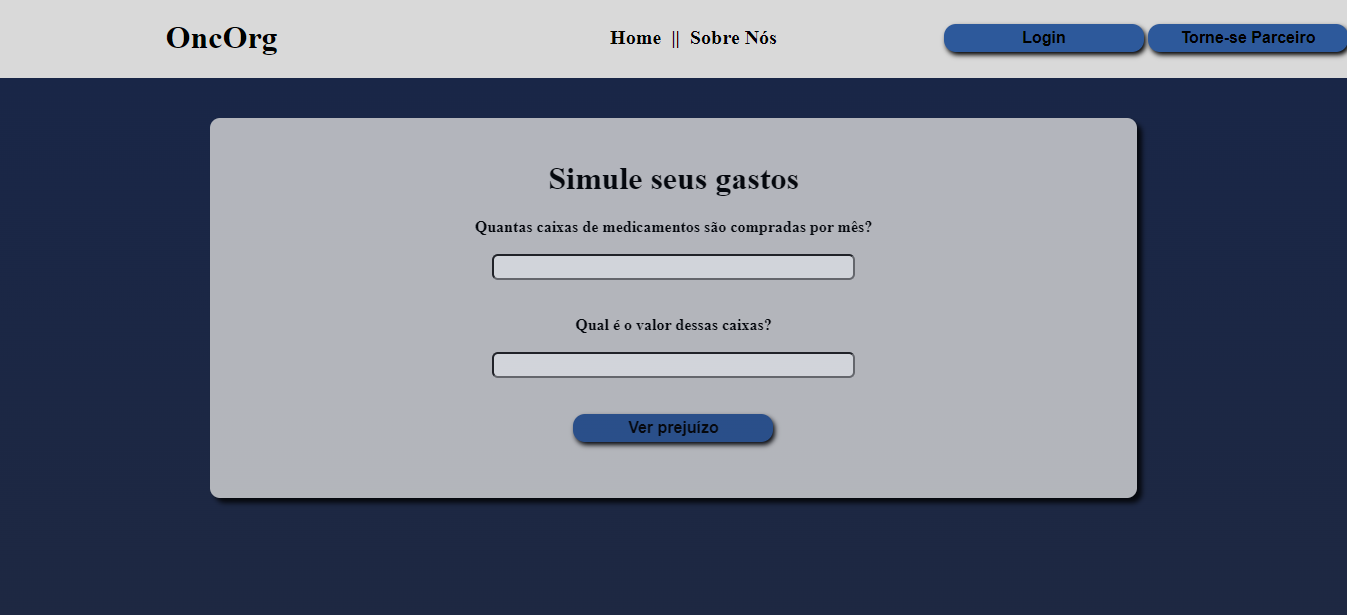 OncOrg
Home || Sobre Nós
Login
Torne-se Parceiro
Simule seus gastos
Quantas caixas de medicamentos são compradas por mês?
Qual é o valor dessas caixas?
Ver prejuizo